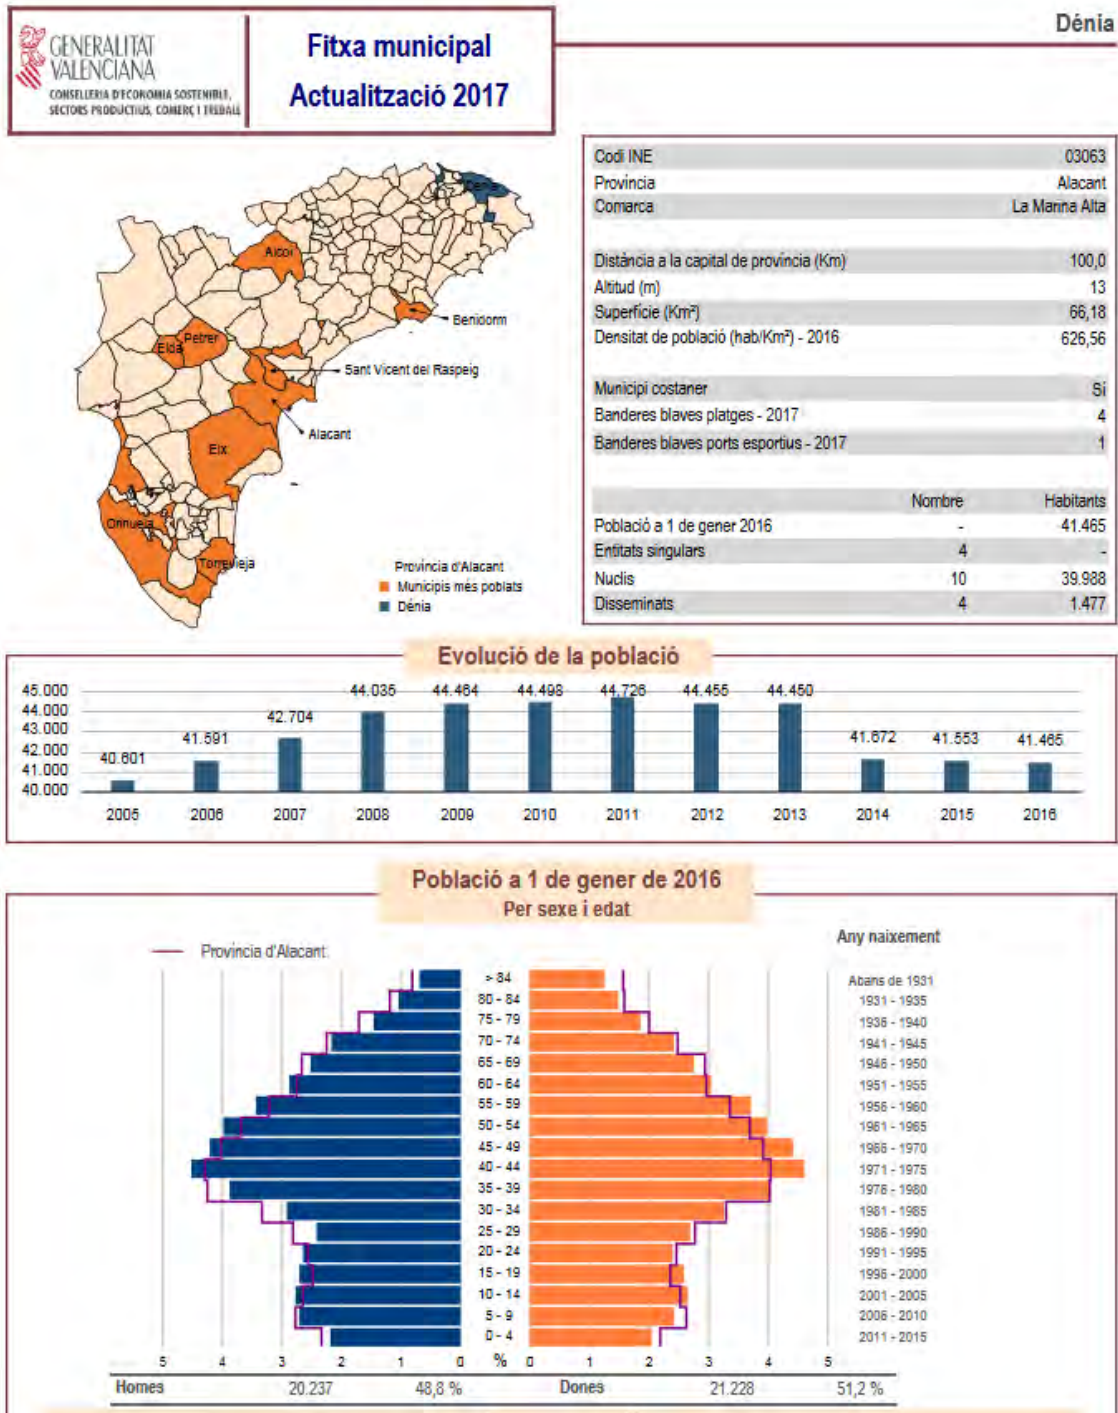 Dénia
GENERALITAT
VALENCIANA
CONSELLERIA D'ECONOMIA SOSTENIBLE,
SECTORS PRODUCTIUS, COMERÇ I TREBALL
Fitxa municipal
Actualització 2017
Codi INE 03063
Província Alacant
Comarca La Marina Alta
Distància a la capital de província (Km) 100,0
Altitud (m) 13
Superfície (Km²) 66,18
Densitat de població (hab/Km²) - 2016 626,56
Municipi costaner Sí
Banderes blaves platges - 2017 4
Banderes blaves ports esportius - 2017 1
Nombre Habitants
Població a 1 de gener 2016 - 41.465
Entitats singulars 4 -
Nuclis 10 39.988
Disseminats 4 1.477
Dénia
Alcoi
Benidorm
Petrer
Elda
Sant Vicent del Raspeig
Alacant
Elx
Orihuela
Torrevieja
Província d'Alacant
Municipis més poblats
Dénia
Evolució de la població
45.000
44.000
43.000
42.000
41.000
40.000
40.601 41.591 42.704 44.035 44.464 44.498 44.726 44.455 44.450 41.672 41.553 41.465
2005 2006 2007 2008 2009 2010 2011 2012 2013 2014 2015 2016
Població a 1 de gener de 2016
Per sexe i edat
Província d'Alacant
Any naixement
> 84 Abans de 1931
80 - 84 1931 - 1935
75 - 79 1936 - 1940
70 - 74 1941 - 1945
65 - 69 1946 - 1950
60 - 64 1951 - 1955
55 - 59 1956 - 1960
50 - 54 1961 - 1965
45 - 49 1966 - 1970
40 - 44 1971 - 1975
35 - 39 1976 - 1980
30 - 34 1981 - 1985
25 - 29 1986 - 1990
20 - 24 1991 - 1995
15 - 19 1996 - 2000
10 - 14 2001 - 2005
5 - 9 2006 - 2010
0 - 4 2011 - 2015
5 4 3 2 1 0 % 0 1 2 3 4 5
Homes 20.237 48,8 % Dones 21.228 51,2 %